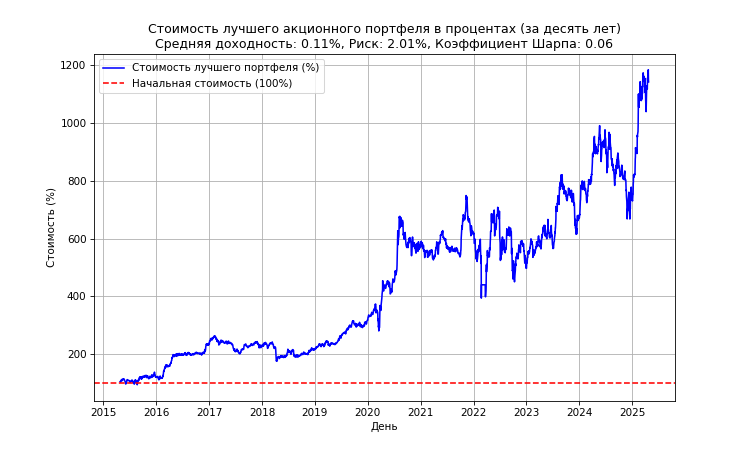 Стоимость лучшего акционного портфеля в процентах (за десять лет)
Средняя доходность: 0.11%, Риск: 2.01%, Коэффициент Шарпа: 0.06
Стоимость лучшего портфеля (%)
Начальная стоимость (100%)
Стоимость (%)
1200
1000
800
600
400
200
2015 2016 2017 2018 2019 2020 2021 2022 2023 2024 2025
День